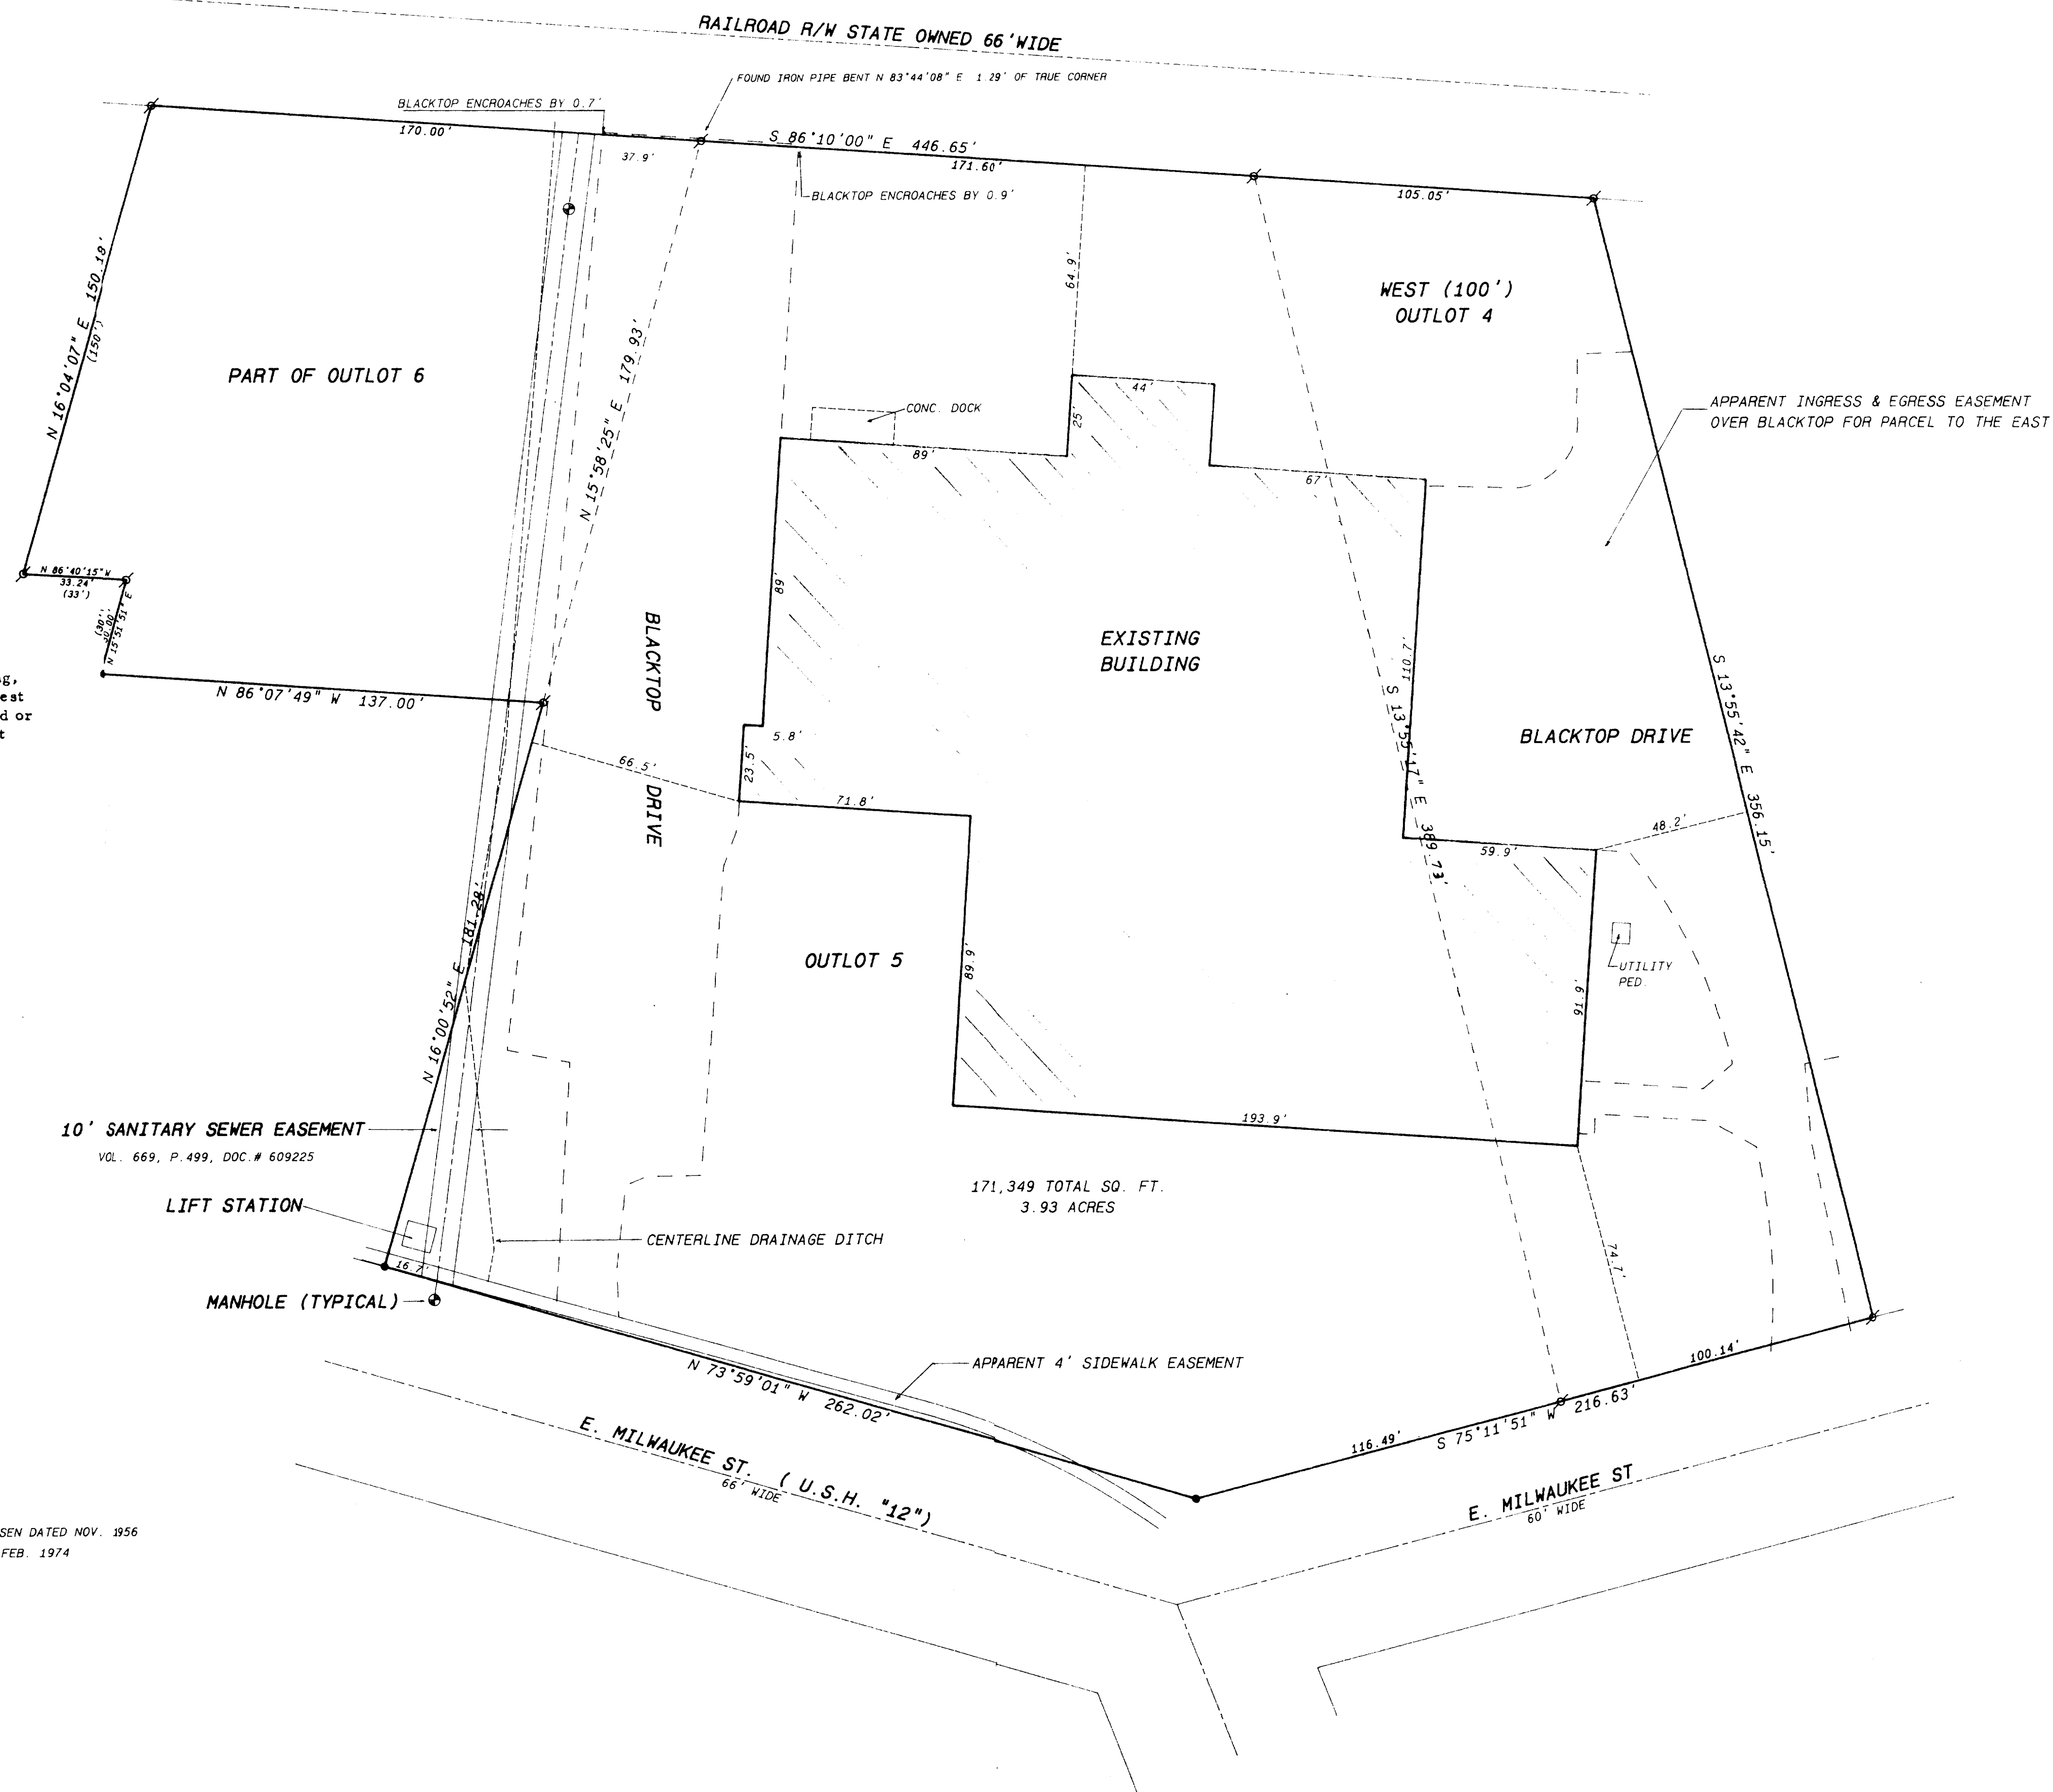 RAILROAD R/W STATE OWNED 66'WIDE
FOUND IRON PIPE BENT N 83°44'08" E 1.29' OF TRUE CORNER
BLACKTOP ENCROACHES BY 0.7'
170.00'
37.9'
S 86°10'00" E 446.65'
171.60'
BLACKTOP ENCROACHES BY 0.9'
105.05'
N 16°04'07" E 150.18'
(150')
PART OF OUTLOT 6
N 15°58'25" E 179.93'
64.9'
WEST (100')
OUTLOT 4
APPARENT INGRESS & EGRESS EASEMENT
OVER BLACKTOP FOR PARCEL TO THE EAST
CONC. DOCK
44'
25'
89'
67'
N 86°40'15" W
33.24'
(33')
(30')
30.00'
N 15°51'51" E
89'
BLACKTOP DRIVE
EXISTING
BUILDING
110.7'
S 13°55'17" E 389.73'
S 13°55'42" E 356.15'
BLACKTOP DRIVE
g,
est
d or
t
N 86°07'49" W 137.00'
5.8'
23.5'
66.5'
71.8'
48.2'
59.9'
N 16°00'52" E 181.28'
OUTLOT 5
89.9'
UTILITY
PED.
91.9'
193.9'
10' SANITARY SEWER EASEMENT
VOL. 669, P.499, DOC.# 609225
LIFT STATION
171,349 TOTAL SQ. FT.
3.93 ACRES
CENTERLINE DRAINAGE DITCH
74.7'
16.7'
MANHOLE (TYPICAL)
APPARENT 4' SIDEWALK EASEMENT
N 73°59'01" W 262.02'
100.14'
116.49'
S 75°11'51" W 216.63'
E. MILWAUKEE ST. ( U.S.H. "12")
66' WIDE
E. MILWAUKEE ST
60' WIDE
SEN DATED NOV. 1956
FEB. 1974